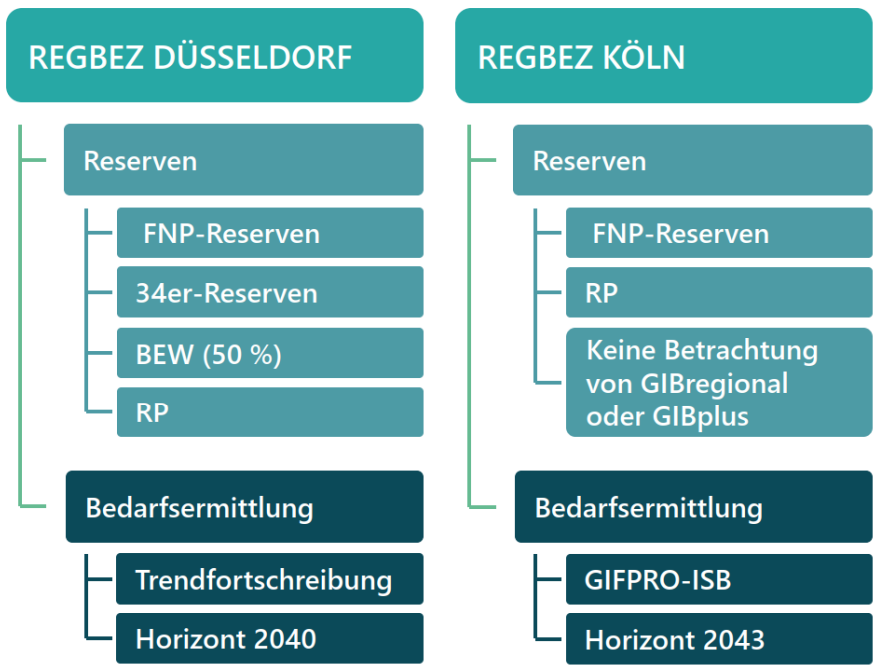 REGBEZ DÜSSELDORF
Reserven
FNP-Reserven
34er-Reserven
BEW (50 %)
RP
Bedarfsermittlung
Trendfortschreibung
Horizont 2040
REGBEZ KÖLN
Reserven
FNP-Reserven
RP
Keine Betrachtung
von GIBregional
oder GIBplus
Bedarfsermittlung
GIFPRO-ISB
Horizont 2043